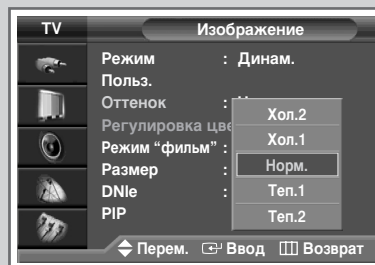 TV Изображение
Режим : Динам.
Польз.
Оттенок :
Регулировка
Режим “фильм” :
Размер :
DNIe :
PIP
Хол.2
Хол.1
Норм.
Теп.1
Теп.2
Перем. Ввод Возврат